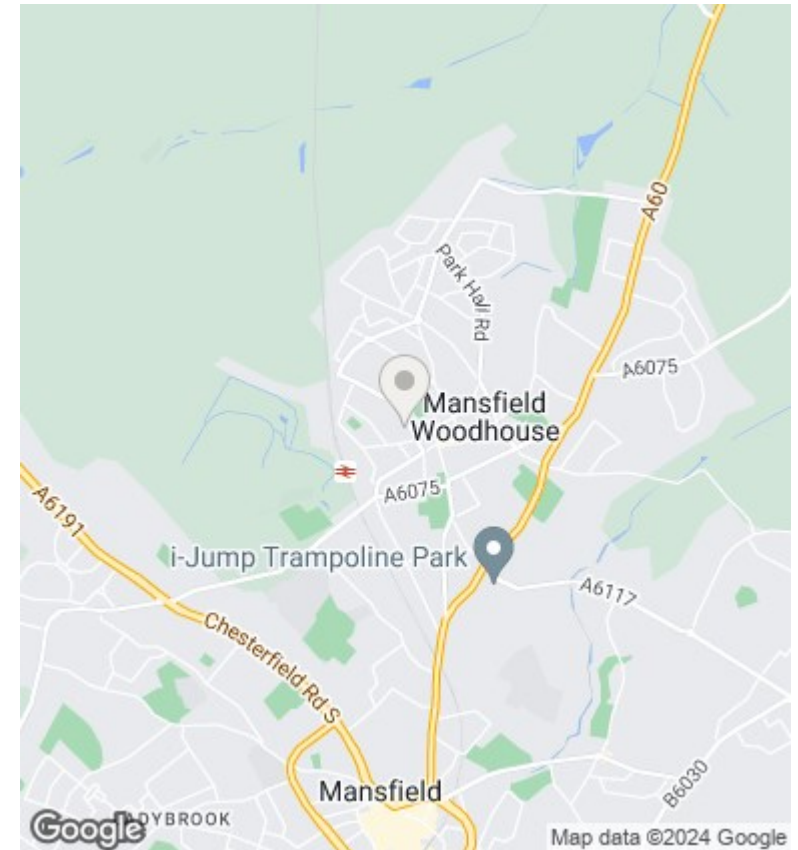 A60
Park Hall Rd
A6075
Mansfield
Woodhouse
A6075
A6191
i-Jump Trampoline Park
A6117
Chesterfield Rd S
B6030
Mansfield
DYBROOK
Google
Map data ©2024 Google